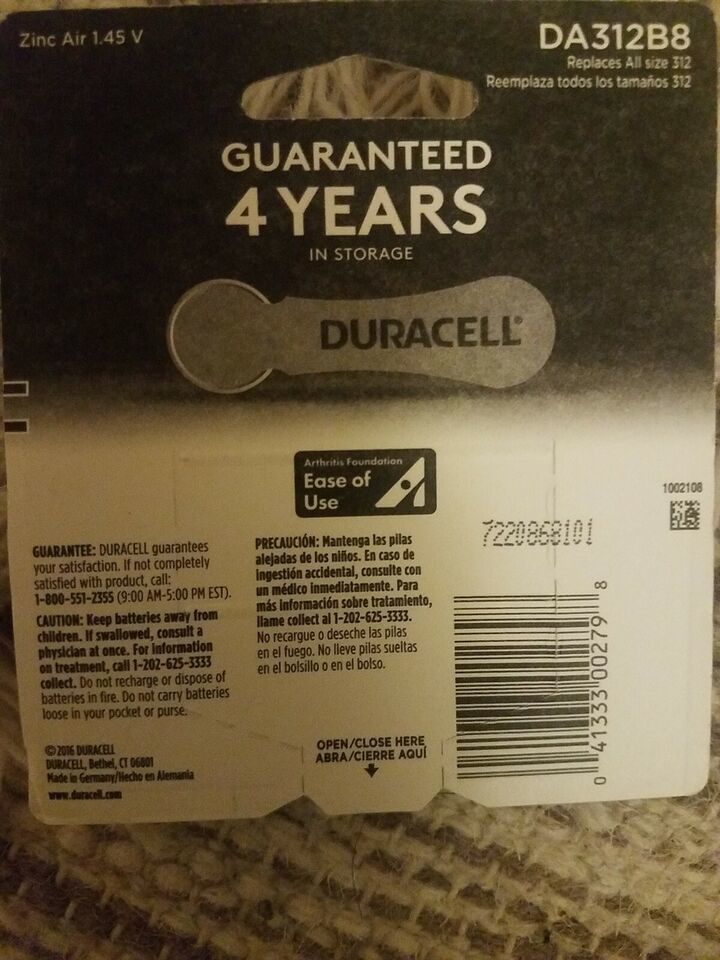 Zinc Air 1.45 V
DA312B8
Replaces All size 312
Reemplaza todos los tamaños 312
GUARANTEED
4 YEARS
IN STORAGE
DURACELL®
Arthritis Foundation
Ease of
Use
1002108
7220868101
GUARANTEE: DURACELL guarantees
your satisfaction. If not completely
satisfied with product, call:
1-800-551-2355 (9:00 AM-5:00 PM EST).
CAUTION: Keep batteries away from
children. If swallowed, consult a
physician at once. For information
on treatment, call 1-202-625-3333
collect. Do not recharge or dispose of
batteries in fire. Do not carry batteries
loose in your pocket or purse.
©2016 DURACELL
DURACELL, Bethel, CT 06801
Made in Germany/Hecho en Alemania
www.duracell.com
PRECAUCIÓN: Mantenga las pilas
alejadas de los niños. En caso de
ingestión accidental, consulte con
un médico inmediatamente. Para
más información sobre tratamiento,
llame collect al 1-202-625-3333.
No recargue o deseche las pilas
en el fuego. No lleve pilas sueltas
en el bolsillo o en el bolso.
OPEN/CLOSE HERE
ABRA/CIERRE AQUÍ
0 41333 00279 8